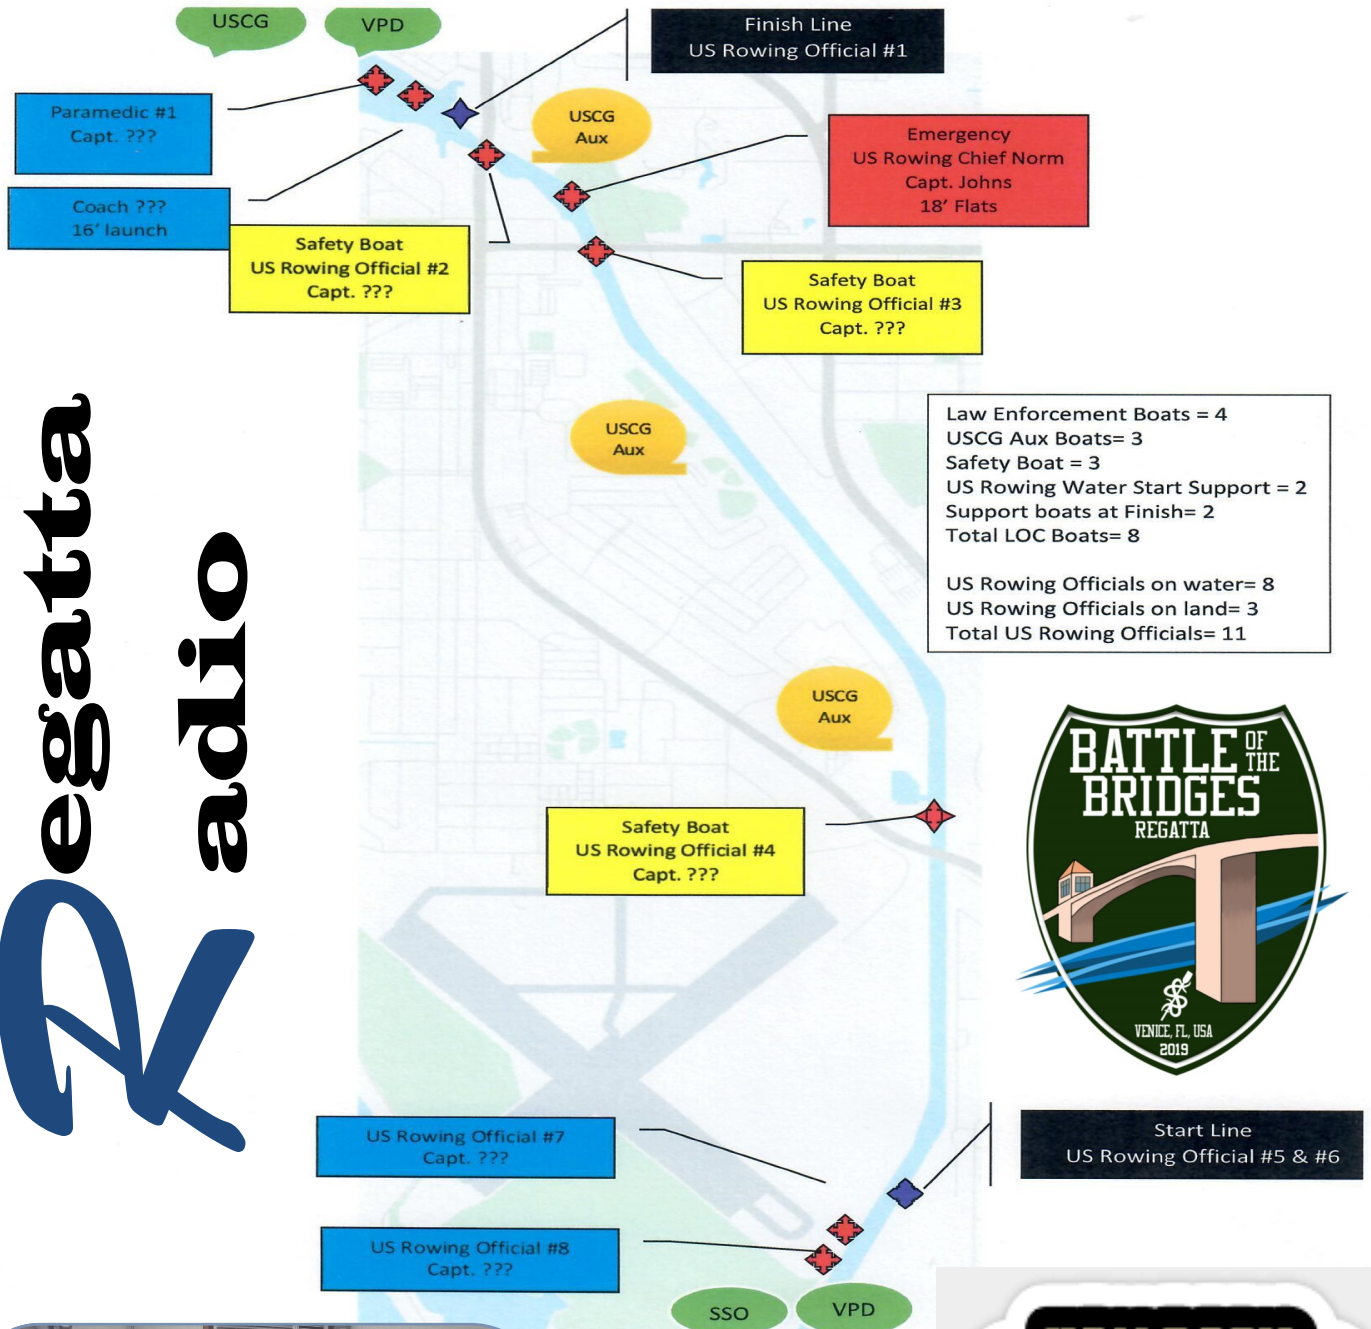 USCG
VPD
Finish Line
US Rowing Official #1
Paramedic #1
Capt. ???
USCG
Aux
Emergency
US Rowing Chief Norm
Capt. Johns
18' Flats
Coach ???
16' launch
Safety Boat
US Rowing Official #2
Capt. ???
Safety Boat
US Rowing Official #3
Capt. ???
USCG
Aux
Law Enforcement Boats = 4
USCG Aux Boats= 3
Safety Boat = 3
US Rowing Water Start Support = 2
Support boats at Finish= 2
Total LOC Boats= 8
US Rowing Officials on water= 8
US Rowing Officials on land= 3
Total US Rowing Officials= 11
Regatta
Radio
USCG
Aux
BATTLE OF THE
BRIDGES
REGATTA
VENICE, FL, USA
2019
Safety Boat
US Rowing Official #4
Capt. ???
US Rowing Official #7
Capt. ???
Start Line
US Rowing Official #5 & #6
US Rowing Official #8
Capt. ???
SSO
VPD